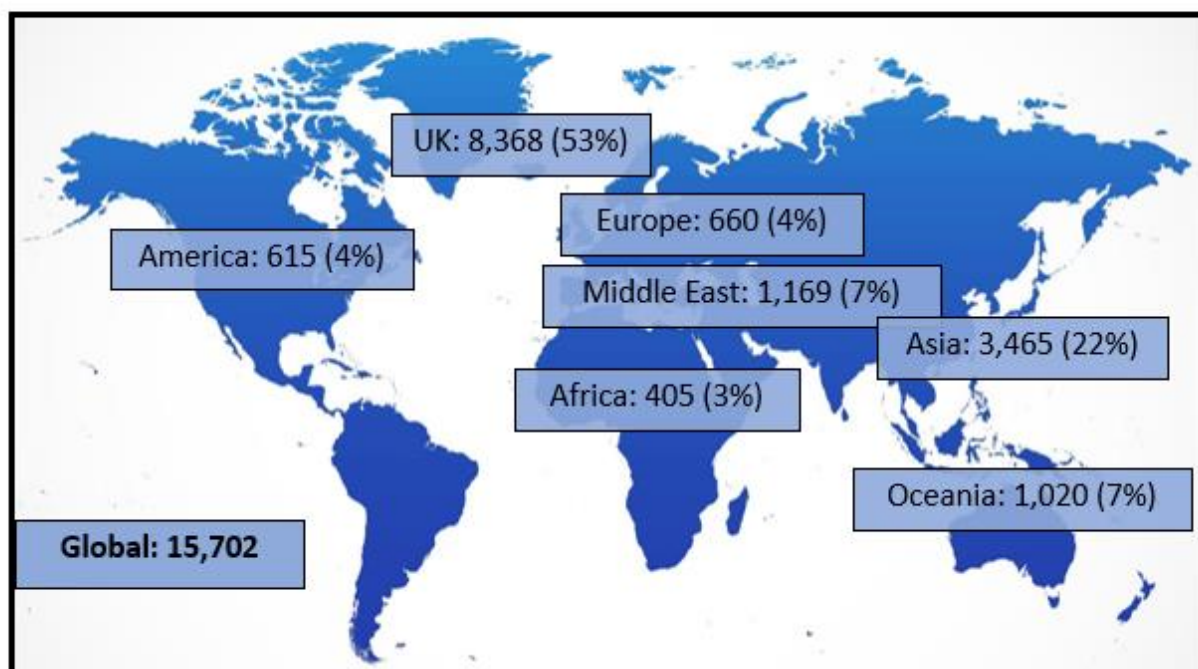 UK: 8,368 (53%)
Europe: 660 (4%)
America: 615 (4%)
Middle East: 1,169 (7%)
Asia: 3,465 (22%)
Africa: 405 (3%)
Oceania: 1,020 (7%)
Global: 15,702